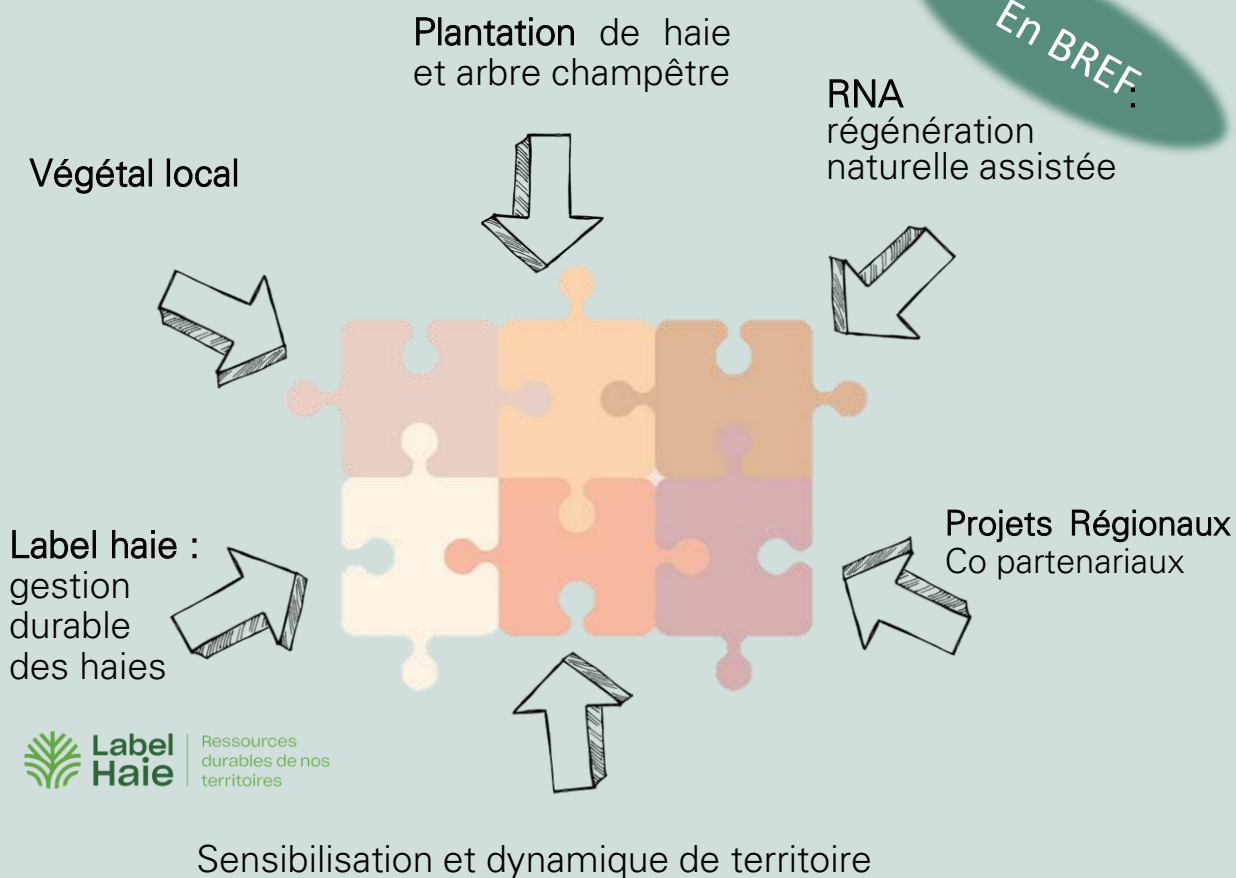 En BREF :
Plantation de haie
et arbre champêtre
RNA
régénération
naturelle assistée
Végétal local
Label haie :
gestion
durable
des haies
Projets Régionaux
Co partenariaux
Label
Haie
Ressources
durables de nos
territoires
Sensibilisation et dynamique de territoire